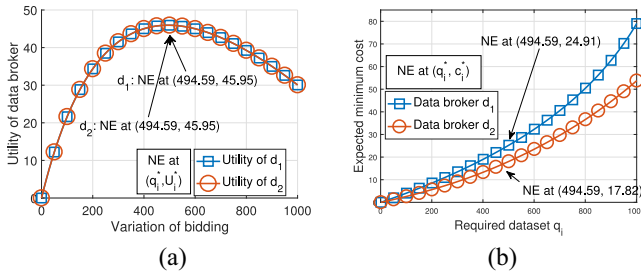 50
40
30
20
10
0
Utility of data broker
d1: NE at (494.59, 45.95)
d2: NE at (494.59, 45.95)
NE at
(qi*,Ui*)
Utility of d1
Utility of d2
0 200 400 600 800 1000
Variation of bidding
(a)
80
70
60
50
40
30
20
10
0
Expected minimum cost
NE at (494.59, 24.91)
NE at (qi*, ci*)
Data broker d1
Data broker d2
NE at (494.59, 17.82)
0 200 400 600 800 100
Required dataset qi
(b)